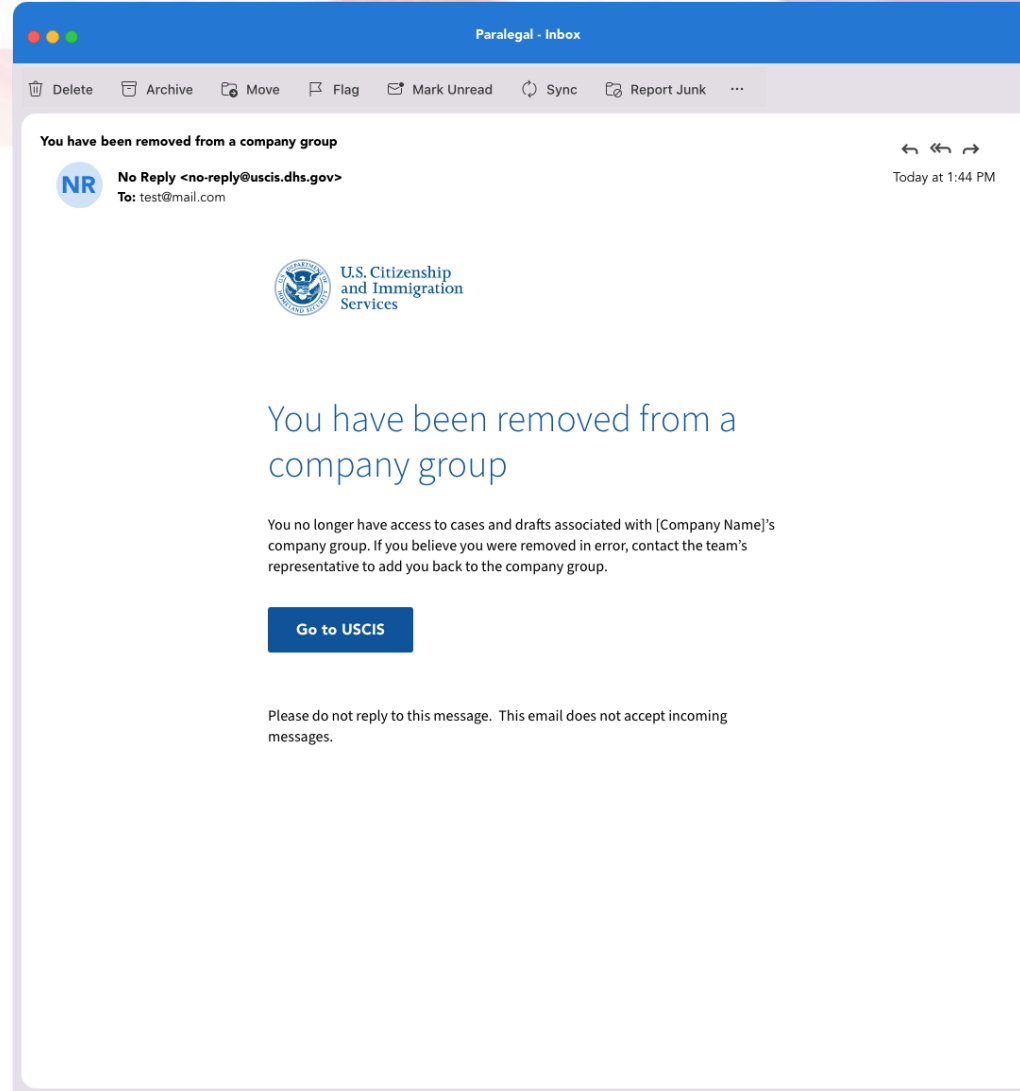 Paralegal - Inbox
Delete Archive Move Flag Mark Unread Sync Report Junk ...
You have been removed from a company group
NR
No Reply <no-reply@uscis.dhs.gov>
Today at 1:44 PM
To: test@mail.com
U.S. Citizenship
and Immigration
Services
You have been removed from a
company group
You no longer have access to cases and drafts associated with [Company Name]’s
company group. If you believe you were removed in error, contact the team’s
representative to add you back to the company group.
Go to USCIS
Please do not reply to this message.  This email does not accept incoming
messages.